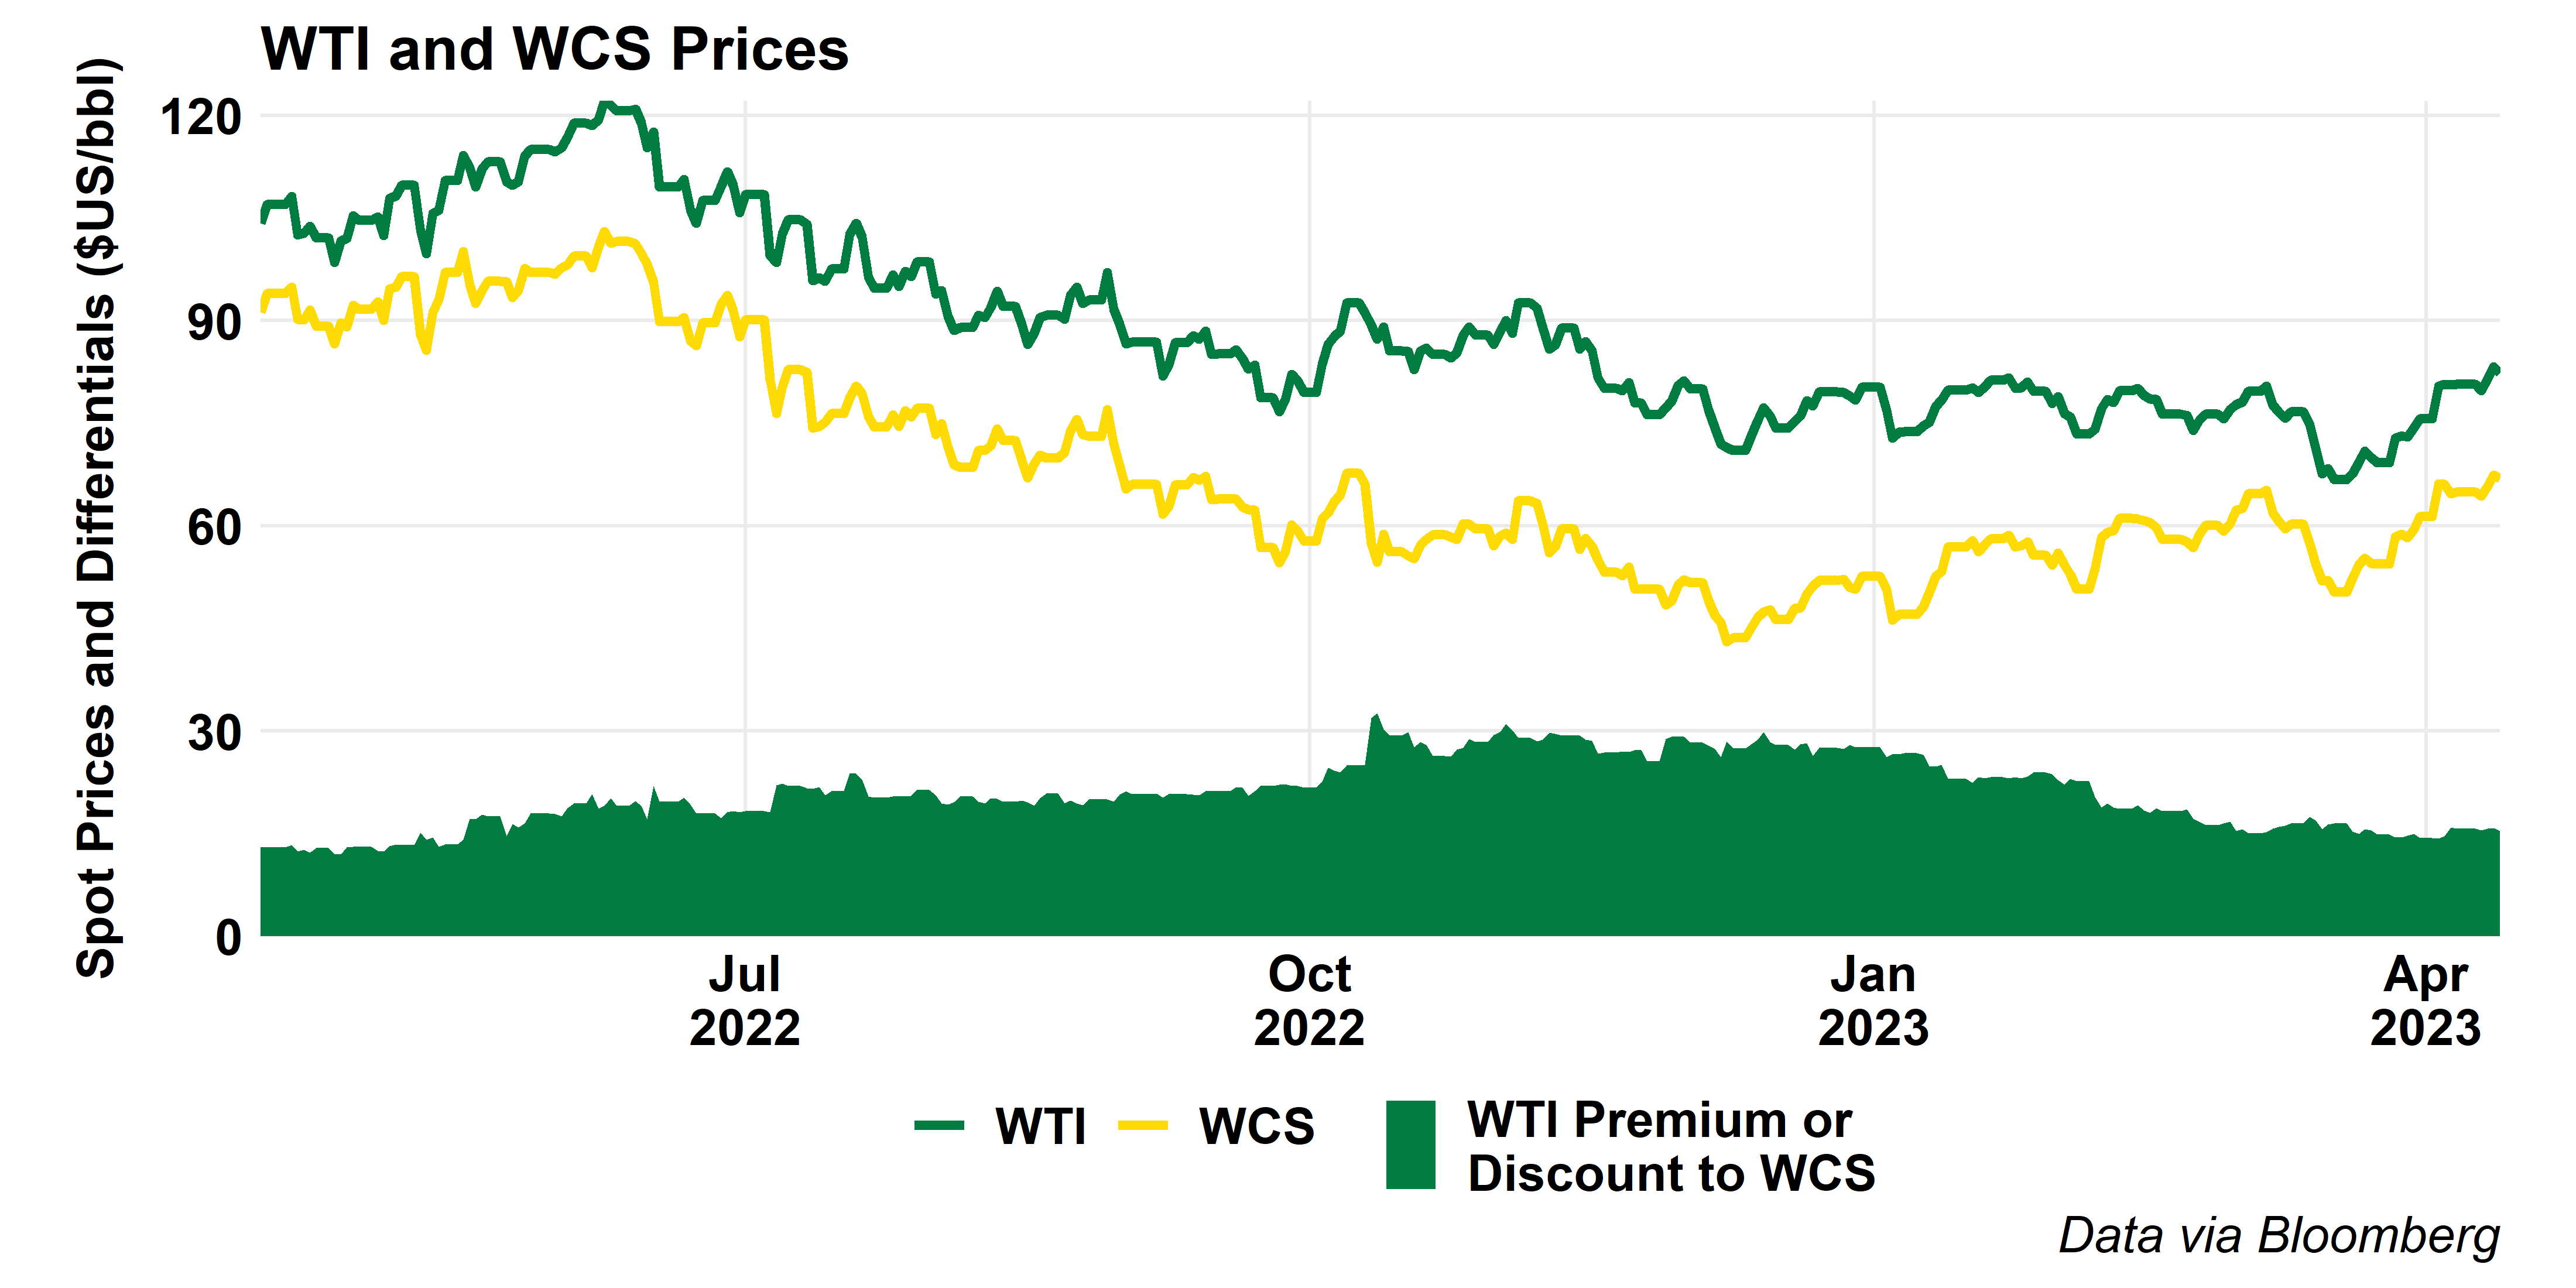 WTI and WCS Prices
Spot Prices and Differentials ($US/bbl)
120
90
60
30
0
Jul
2022
Oct
2022
Jan
2023
Apr
2023
WTI
WCS
WTI Premium or
Discount to WCS
Data via Bloomberg